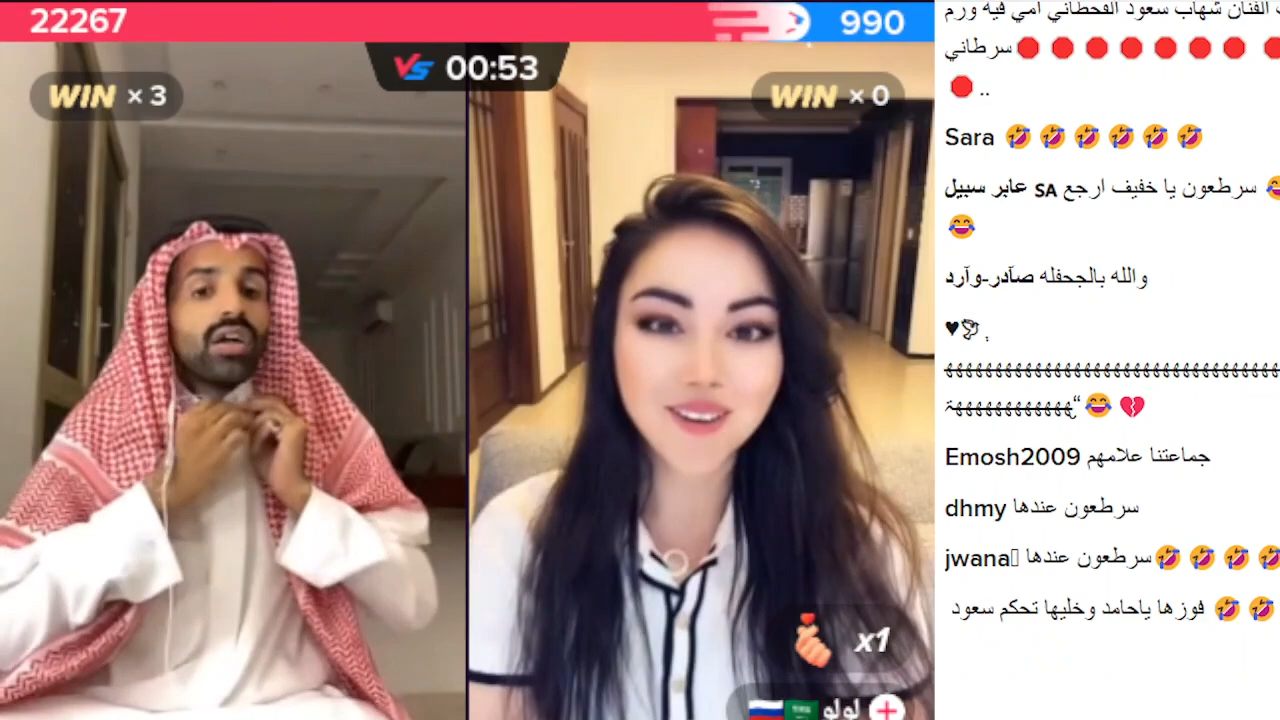 22267
990
VS 00:53
WIN × 3
WIN × 0
الفنان شهاب سعود القحطاني امي فيه ورم
سرطاني
..
Sara
عابر سبيل SA سرطعون يا خفيف ارجع
صآدر-وآرد والله بالجحفله
Emosh2009 جماعتنا علامهم
dhmy سرطعون عندها
jwana سرطعون عندها
فوزها ياحامد وخليها تحكم سعود
x1
لولو